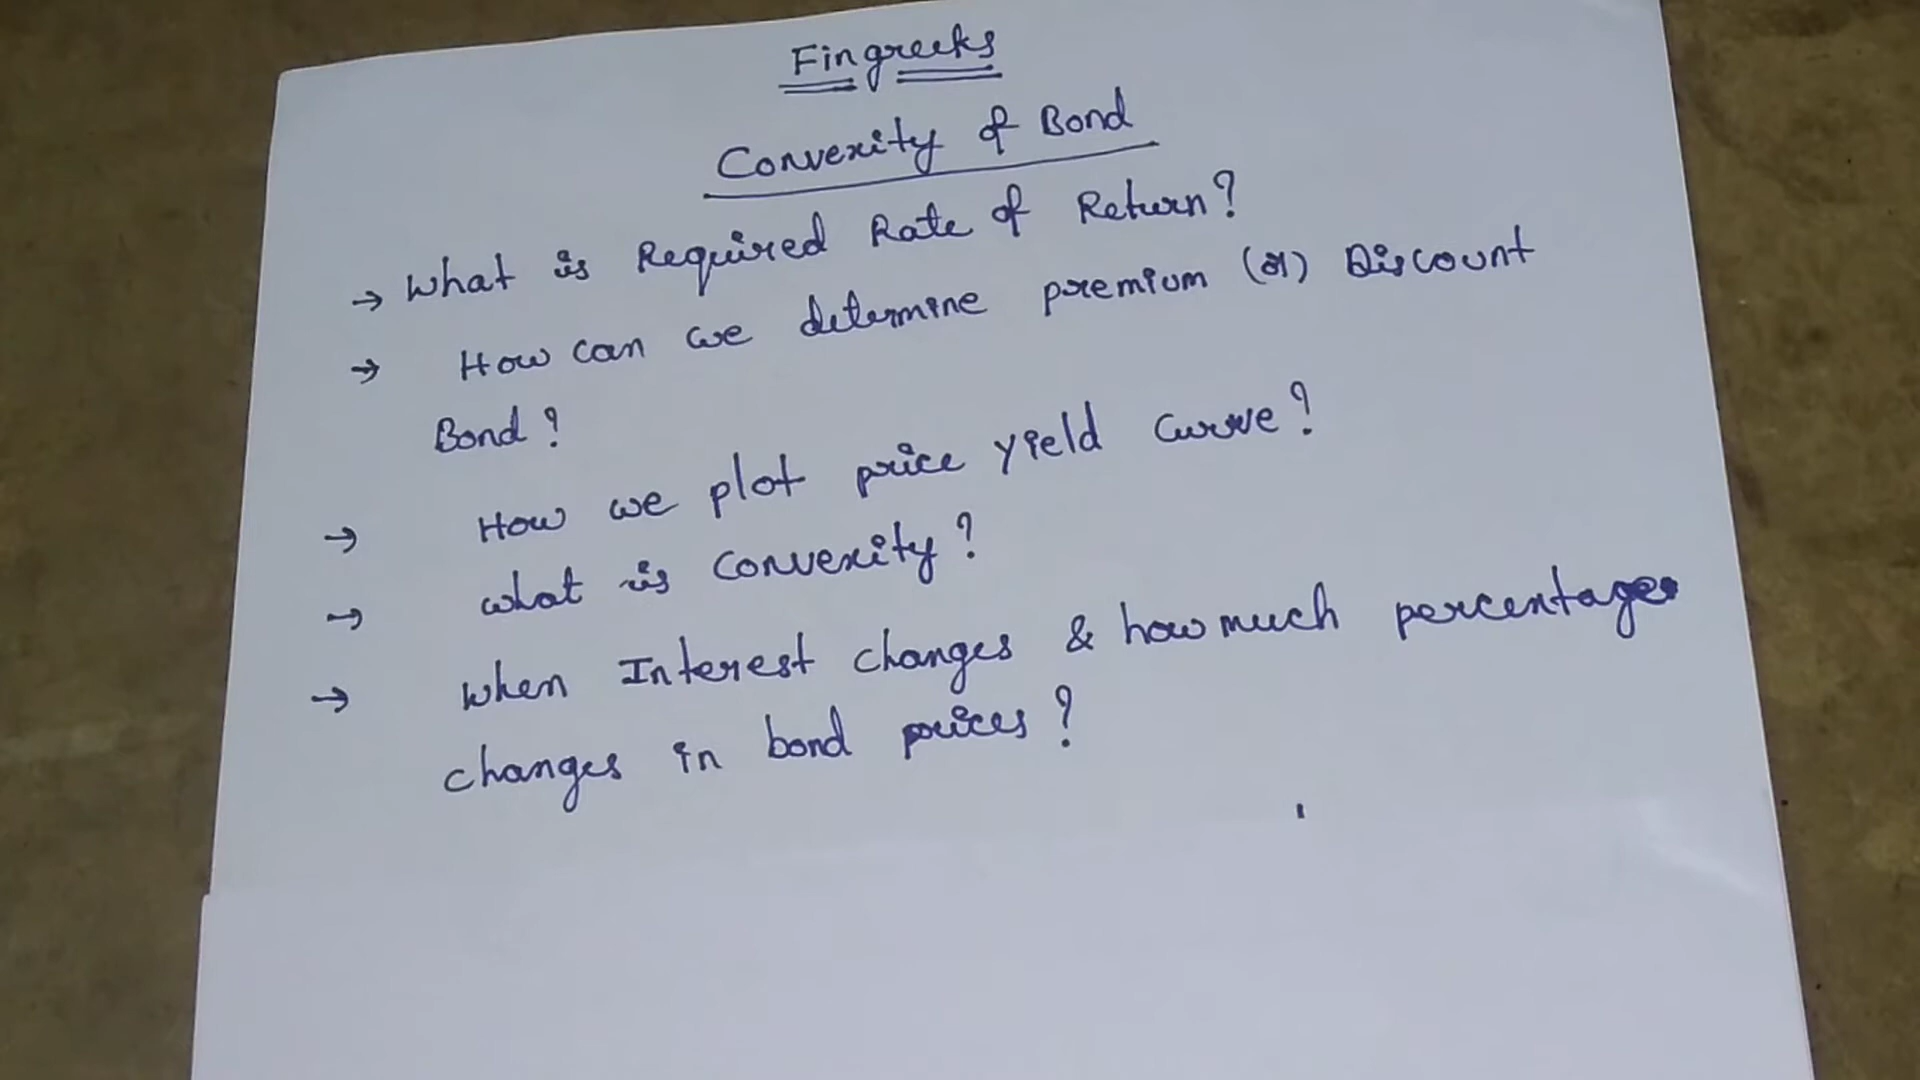 Fingreeks
Convexity of Bond
→ What is Required Rate of Return?
→ How can we determine premium (or) Discount
Bond?
→ How we plot price yield curve?
→ what is convexity?
→ when Interest changes & how much percentage
changes in bond prices?